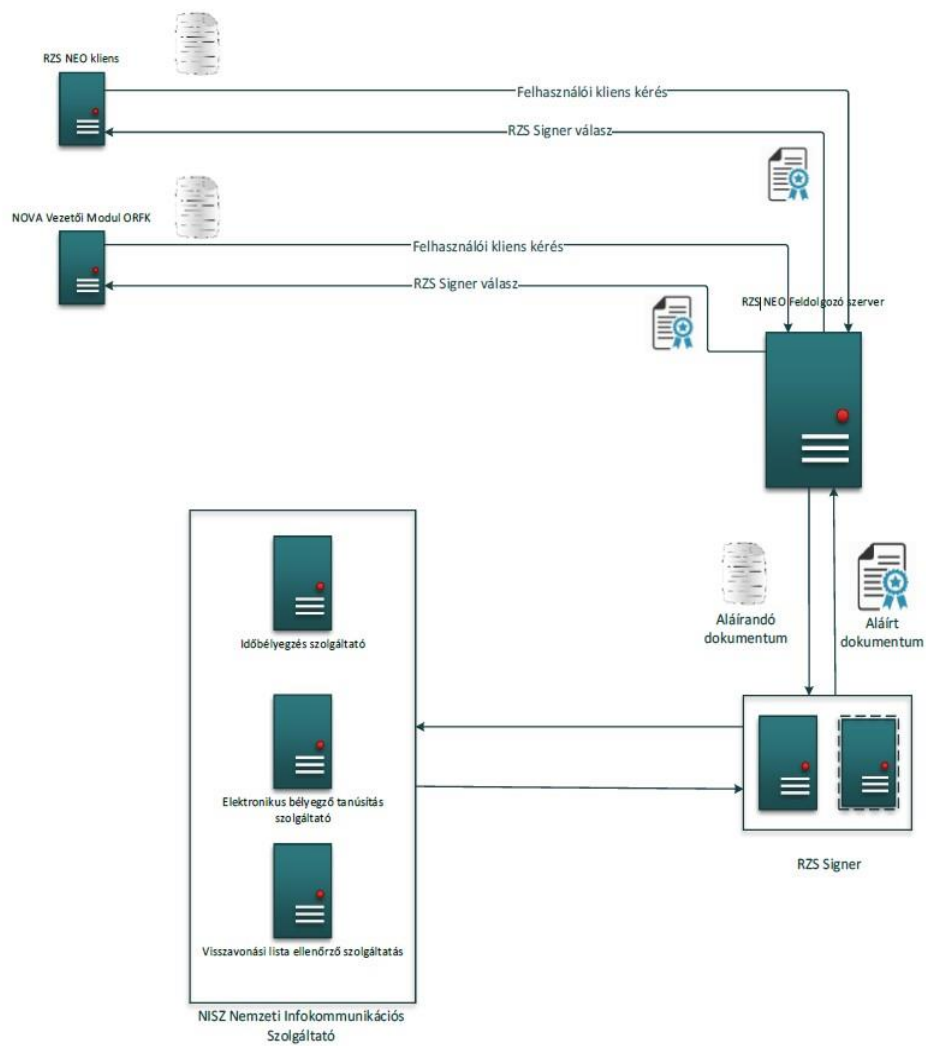 RZS NEO kliens
Felhasználói kliens kérés
RZS Signer válasz
NOVA Vezetői Modul ORFK
Felhasználói kliens kérés
RZS Signer válasz
RZS NEO Feldolgozó szerver
Aláírandó
dokumentum
Aláírt
dokumentum
Időbélyegzés szolgáltató
Elektronikus bélyegző tanúsítás
szolgáltató
Visszavonási lista ellenőrző szolgáltatás
RZS Signer
NISZ Nemzeti Infokommunikációs
Szolgáltató